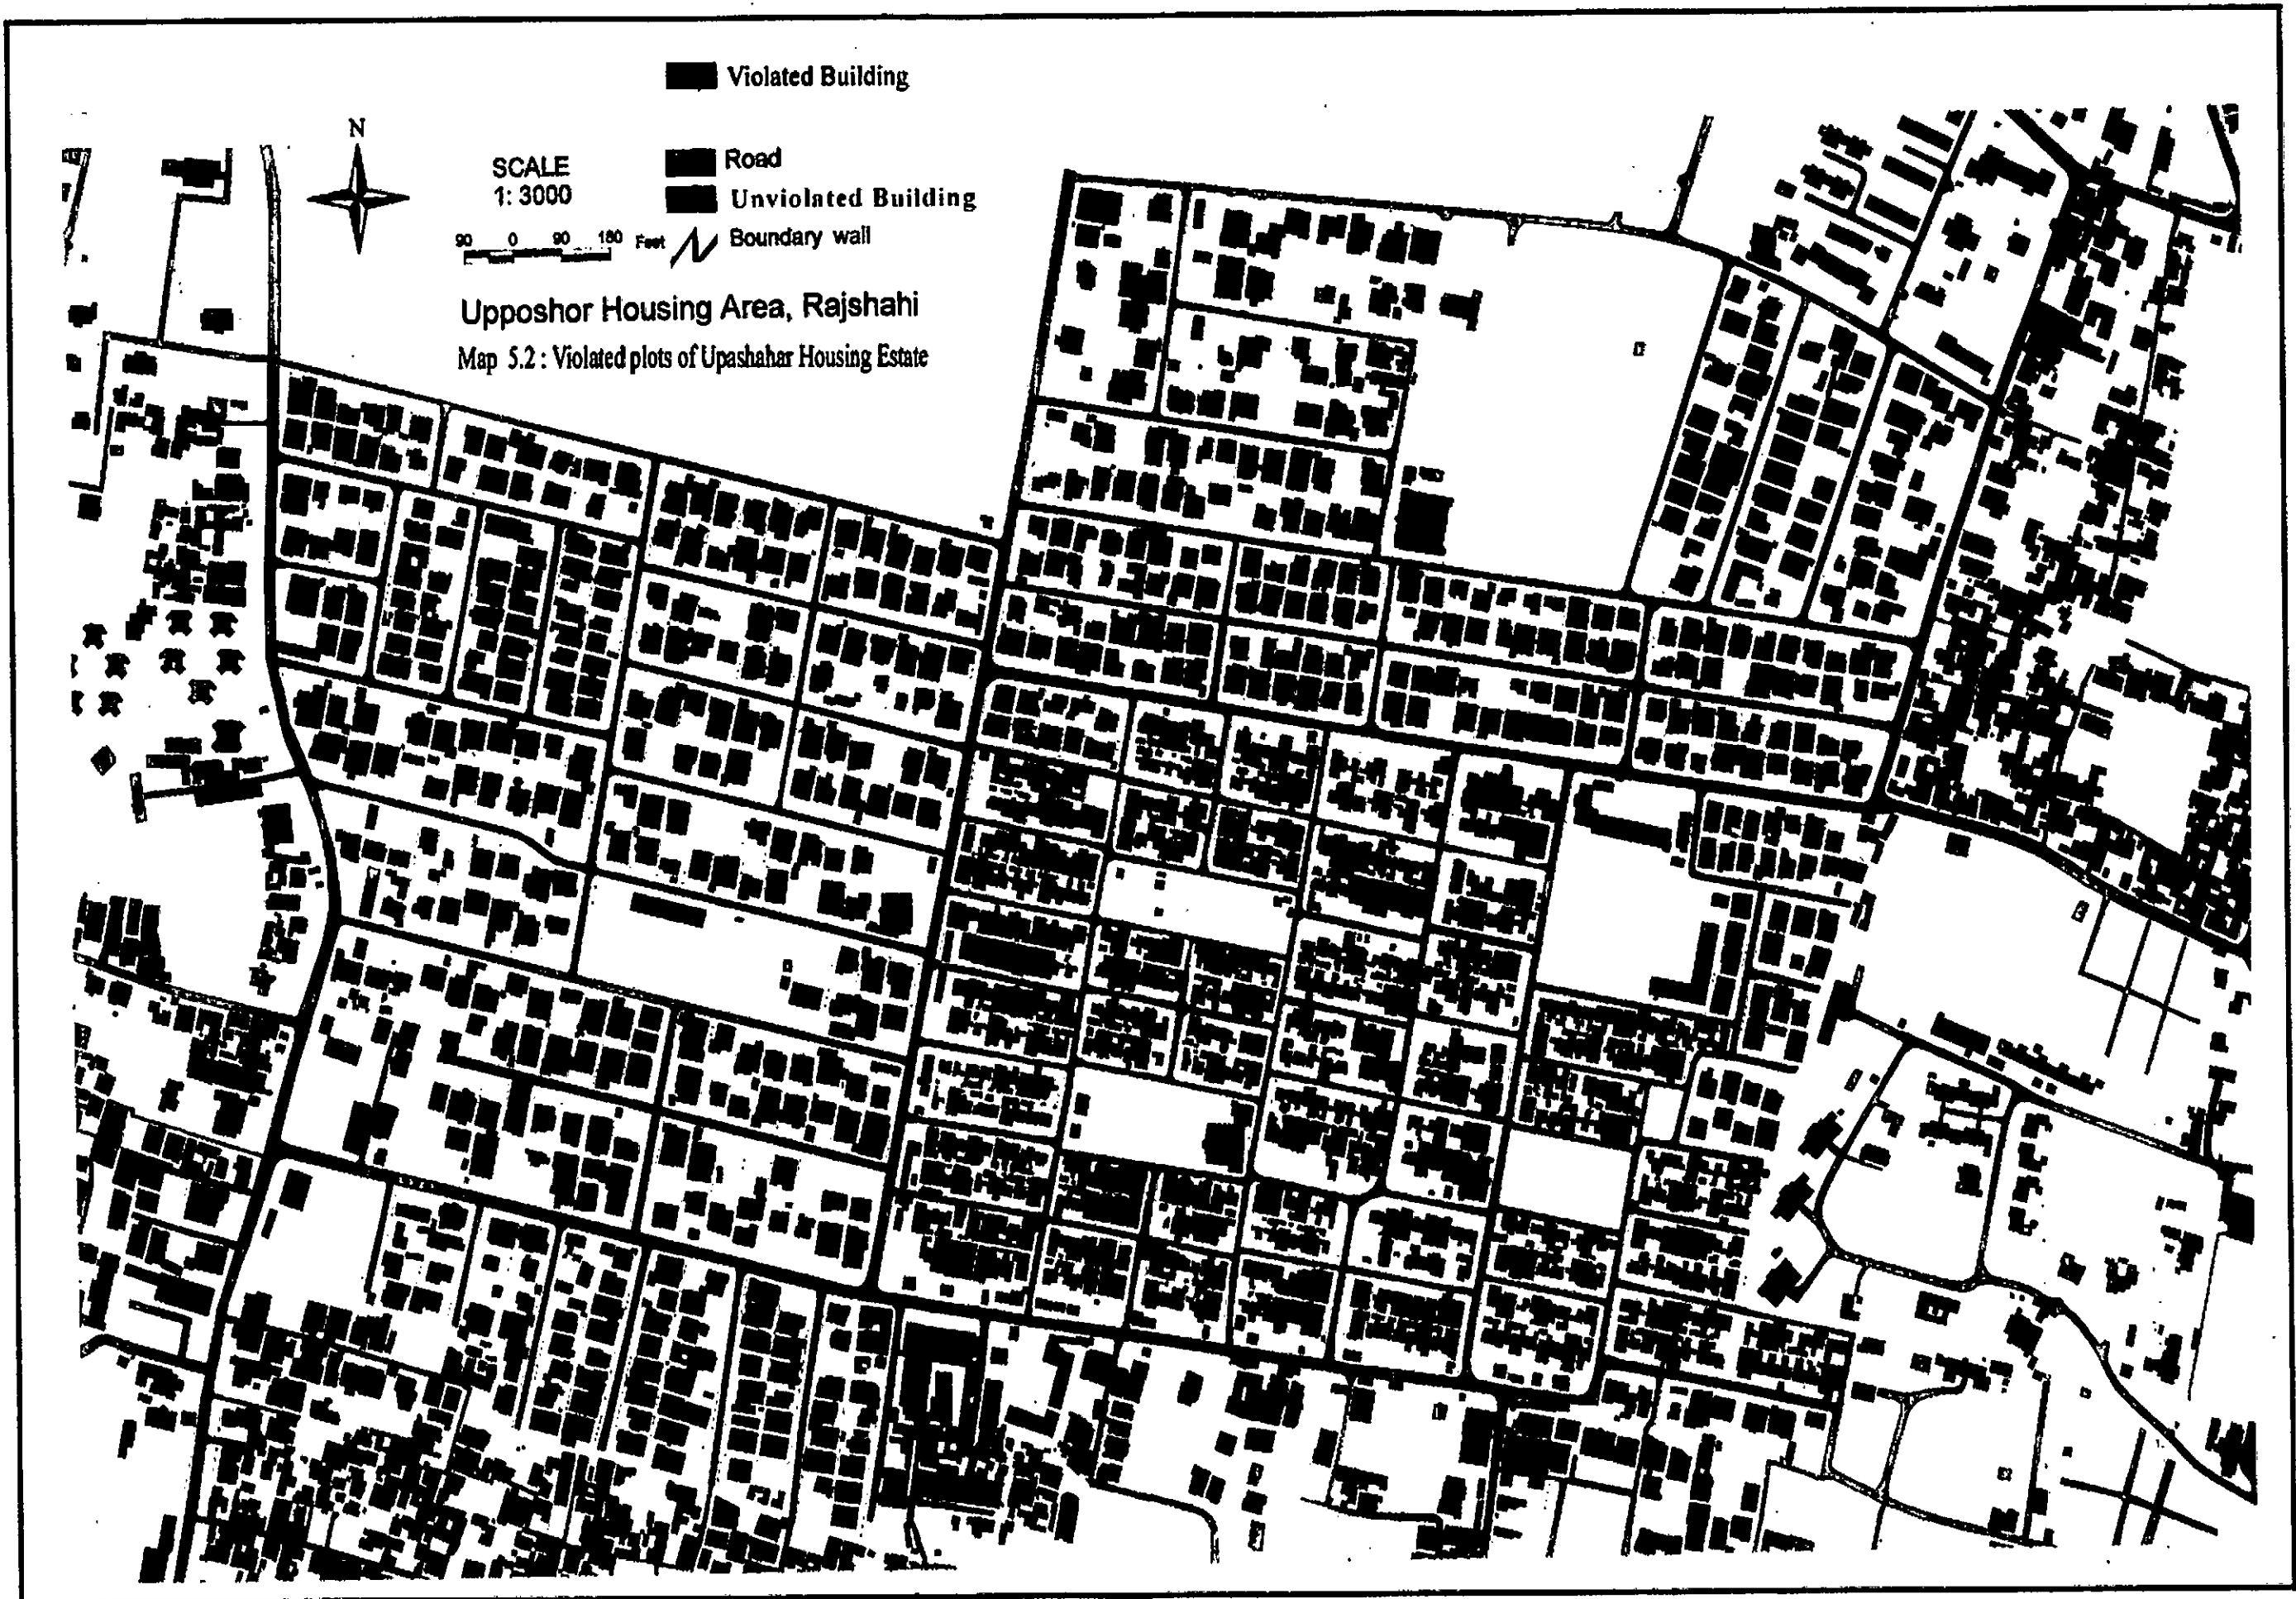 Violated Building
N
SCALE
1: 3000
Road
Unviolated Building
90 0 90 180 Feet
Boundary wall
Upposhor Housing Area, Rajshahi
Map 5.2 : Violated plots of Upashahar Housing Estate